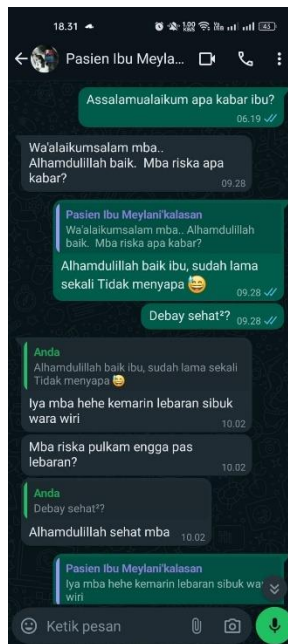 18.31
1.00 KB/s
43
Pasien Ibu Meyla...
Assalamualaikum apa kabar ibu?
06.19
Wa'alaikumsalam mba..
Alhamdulillah baik. Mba riska apa
kabar?
09.28
Pasien Ibu Meylani'kalasan
Wa'alaikumsalam mba.. Alhamdulillah
baik. Mba riska apa kabar?
Alhamdulillah baik ibu, sudah lama
sekali Tidak menyapa 😅
09.28
Debay sehat²? 09.28
Anda
Alhamdulillah baik ibu, sudah lama sekali
Tidak menyapa 😅
Iya mba hehe kemarin lebaran sibuk
wara wiri
10.02
Mba riska pulkam engga pas
lebaran?
10.02
Anda
Debay sehat²?
Alhamdulillah sehat mba 10.02
Pasien Ibu Meylani'kalasan
Iya mba hehe kemarin lebaran sibuk
wiri
Ketik pesan